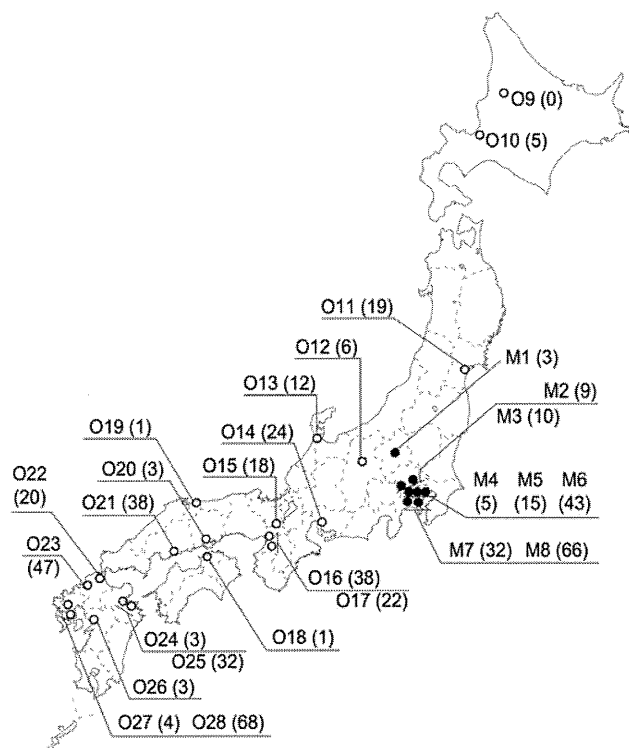 O9 (0)
O10 (5)
O11 (19)
O12 (6)
M1 (3)
O13 (12)
M2 (9)
M3 (10)
O19 (1)
O14 (24)
O20 (3)
O15 (18)
O22
(20)
O21 (38)
M4 M5 M6
(5) (15) (43)
O23
(47)
M7 (32) M8 (66)
O16 (38)
O17 (22)
O24 (3)
O18 (1)
O25 (32)
O26 (3)
O27 (4) O28 (68)